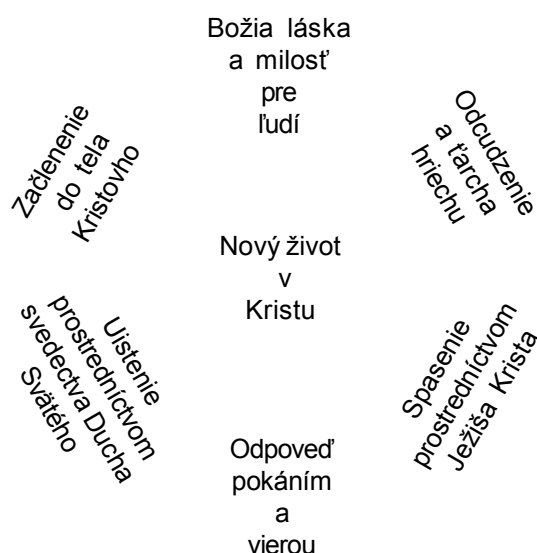 Božia láska
a milosť
pre
ľudí
Odcudzenie
a ťarcha
hriechu
Začlenenie
do tela
Kristovho
Nový život
v
Kristu
Spasenie
prostredníctvom
Ježiša Krista
Uistenie
prostredníctvom
svedectva Ducha
Svätého
Odpoveď
pokáním
a
vierou